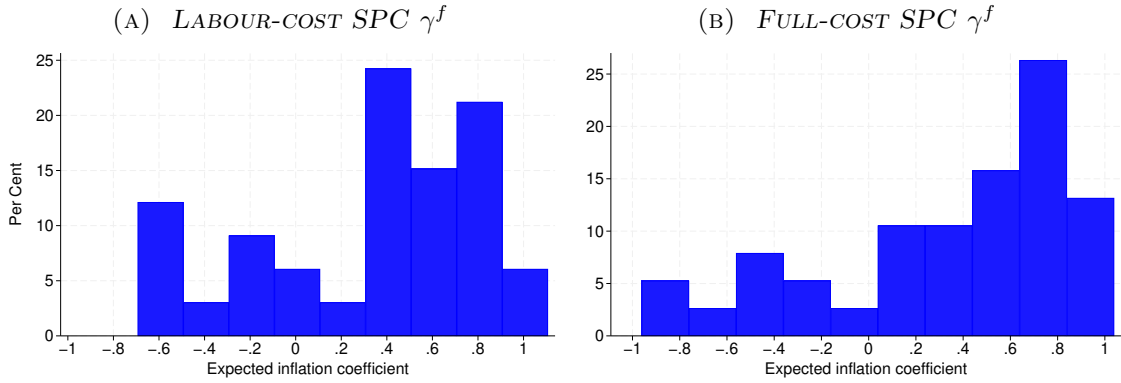 (A) LABOUR-COST SPC γ^f
25
20
15
10
5
0
Per Cent
−1 −.8 −.6 −.4 −.2 0 .2 .4 .6 .8 1
Expected inflation coefficient
(B) FULL-COST SPC γ^f
25
20
15
10
5
0
−1 −.8 −.6 −.4 −.2 0 .2 .4 .6 .8 1
Expected inflation coefficient